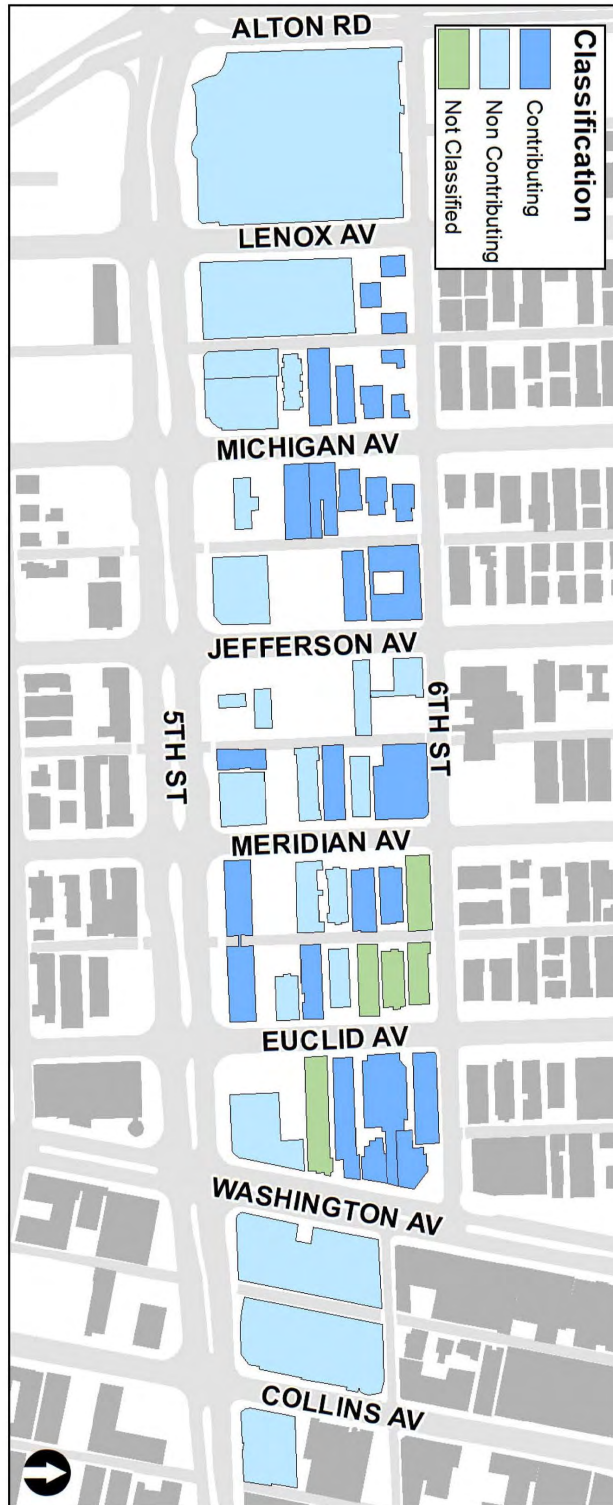 ALTON RD
Classification
Contributing
Non Contributing
Not Classified
LENOX AV
MICHIGAN AV
JEFFERSON AV
6TH ST
5TH ST
MERIDIAN AV
EUCLID AV
WASHINGTON AV
COLLINS AV